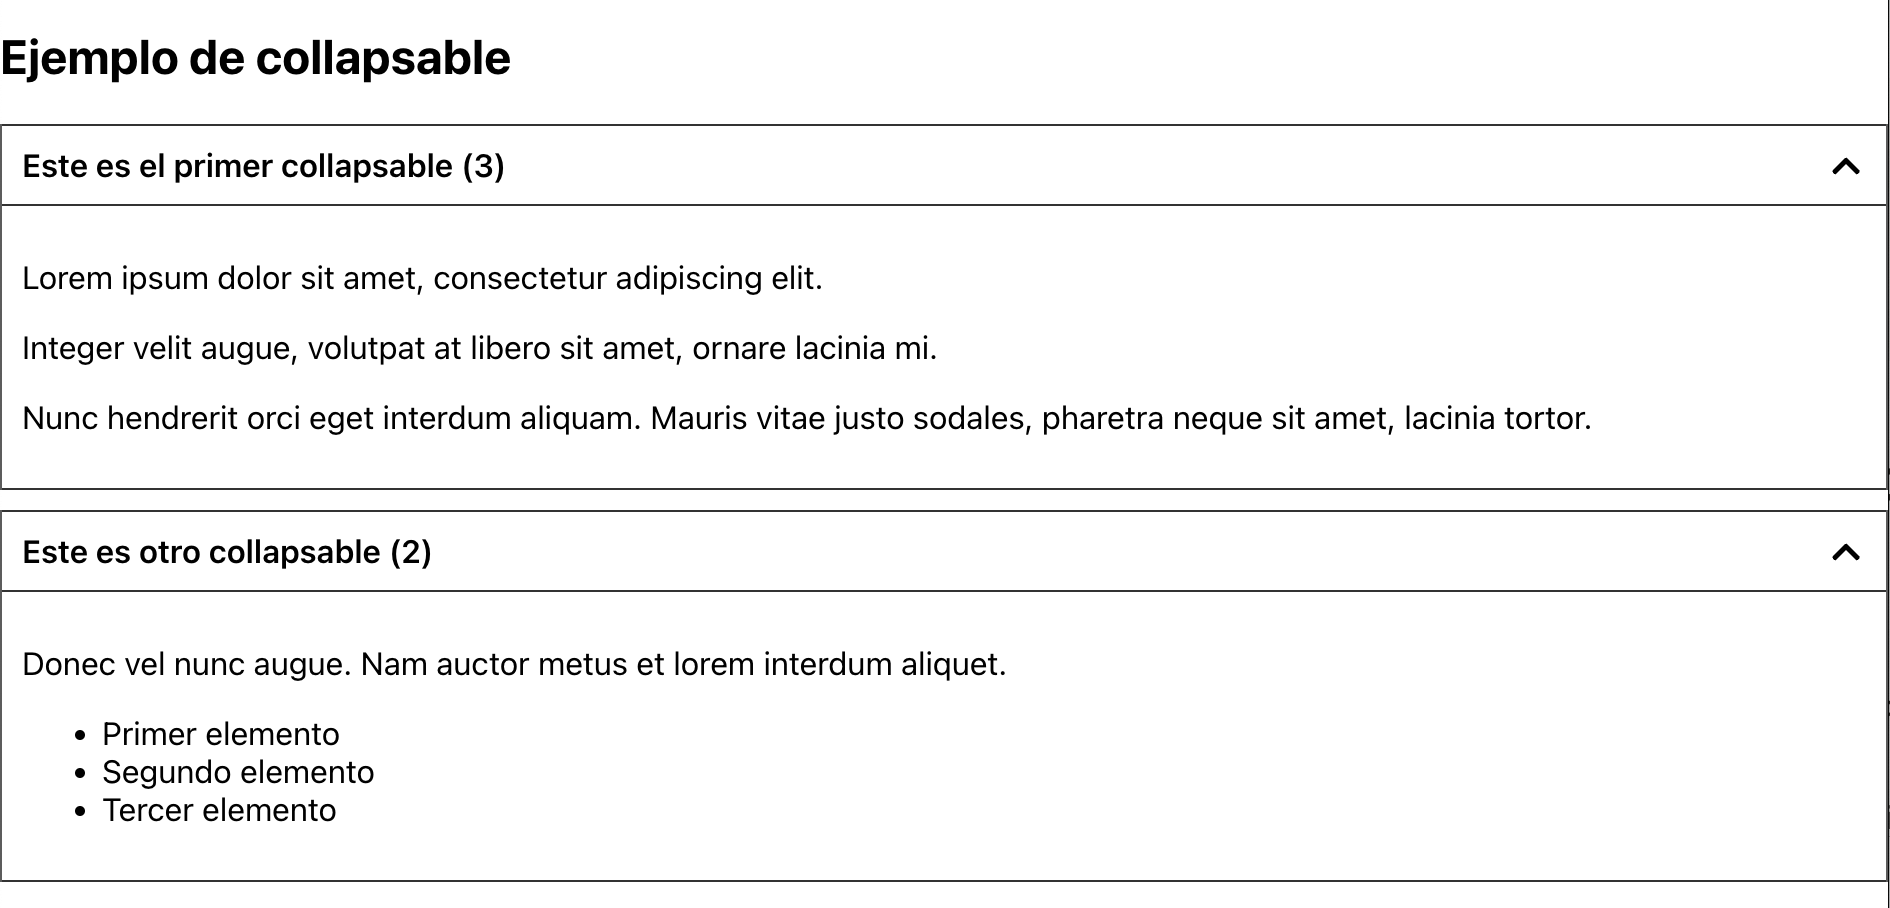 Ejemplo de collapsable
Este es el primer collapsable (3)
Lorem ipsum dolor sit amet, consectetur adipiscing elit.
Integer velit augue, volutpat at libero sit amet, ornare lacinia mi.
Nunc hendrerit orci eget interdum aliquam. Mauris vitae justo sodales, pharetra neque sit amet, lacinia tortor.
Este es otro collapsable (2)
Donec vel nunc augue. Nam auctor metus et lorem interdum aliquet.
• Primer elemento
• Segundo elemento
• Tercer elemento